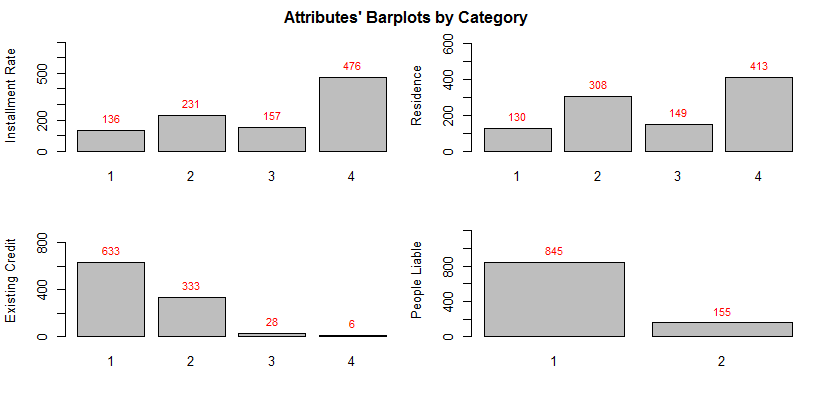 Attributes' Barplots by Category
Installment Rate
0 200 500
136 231 157 476
1 2 3 4
Residence
0 200 400 600
130 308 149 413
1 2 3 4
Existing Credit
0 400 800
633 333 28 6
1 2 3 4
People Liable
0 400 800
845 155
1 2